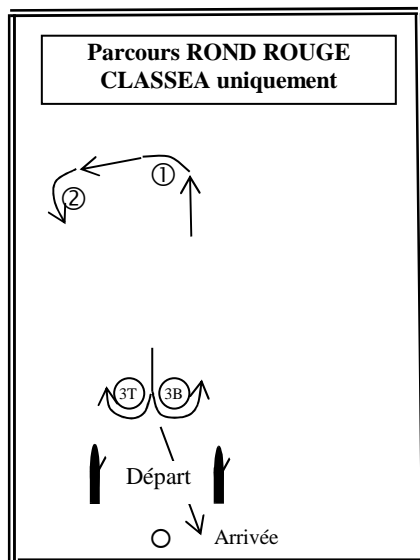 Parcours ROND ROUGE
CLASSEA uniquement
①
②
3T 3B
Départ
Arrivée